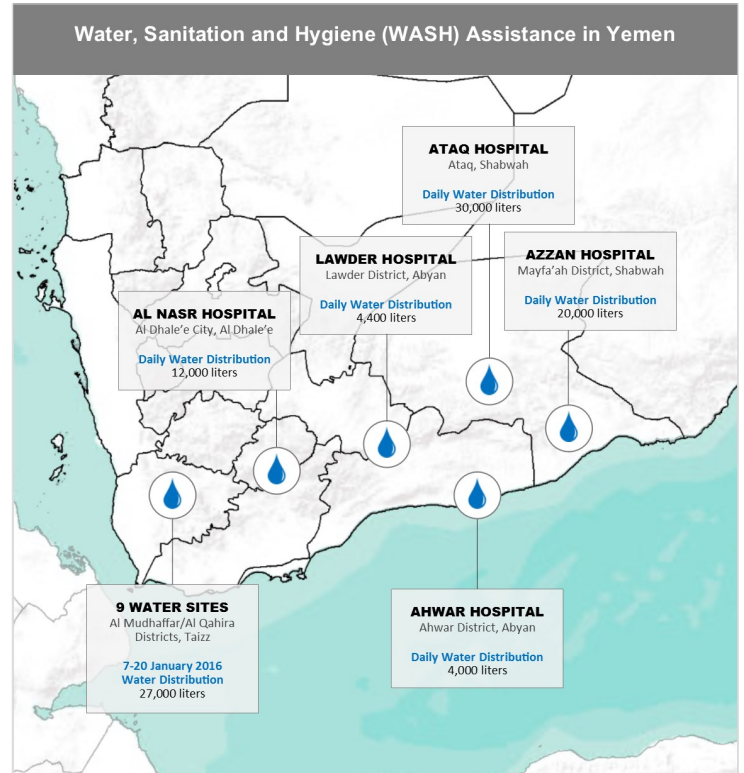 Water, Sanitation and Hygiene (WASH) Assistance in Yemen
ATAQ HOSPITAL
Ataq, Shabwah
Daily Water Distribution
30,000 liters
LAWDER HOSPITAL
Lawder District, Abyan
Daily Water Distribution
4,400 liters
AZZAN HOSPITAL
Mayfa'ah District, Shabwah
Daily Water Distribution
20,000 liters
AL NASR HOSPITAL
Al Dhale'e City, Al Dhale'e
Daily Water Distribution
12,000 liters
9 WATER SITES
Al Mudhaffar/Al Qahira
Districts, Taizz
7-20 January 2016
Water Distribution
27,000 liters
AHWAR HOSPITAL
Ahwar District, Abyan
Daily Water Distribution
4,000 liters